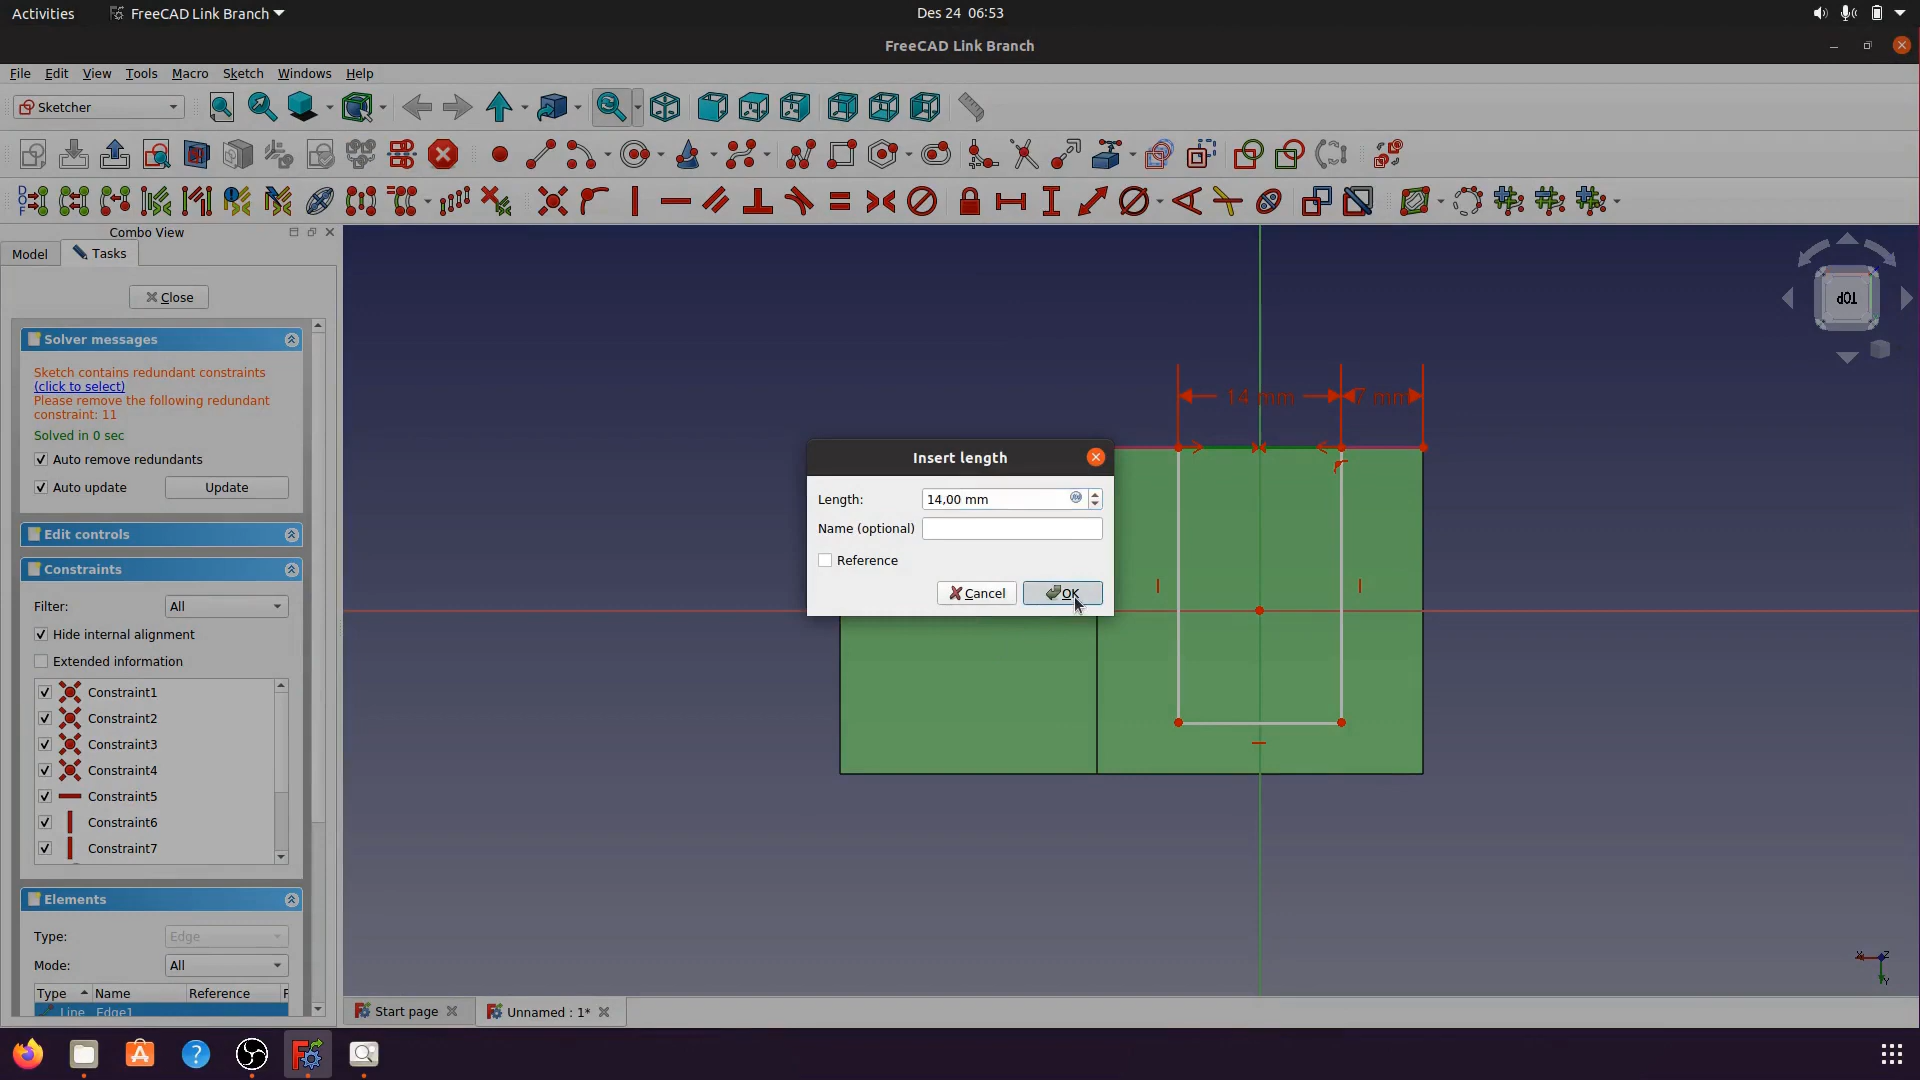 Activities
FreeCAD Link Branch
Des 24 06:53
FreeCAD Link Branch
File Edit View Tools Macro Sketch Windows Help
Sketcher
Combo View
Model
Tasks
Close
Solver messages
Sketch contains redundant constraints
(click to select)
Please remove the following redundant
constraint: 11
Solved in 0 sec
Auto remove redundants
Auto update
Update
Edit controls
Constraints
Filter:
All
Hide internal alignment
Extended information
Constraint1
Constraint2
Constraint3
Constraint4
Constraint5
Constraint6
Constraint7
Elements
Type:
Edge
Mode:
All
Type Name Reference
Line Edge1
TOP
14 mm
7 mm
Insert length
Length:
14,00 mm
Name (optional)
Reference
Cancel
OK
X
Z
Y
Start page
Unnamed : 1*